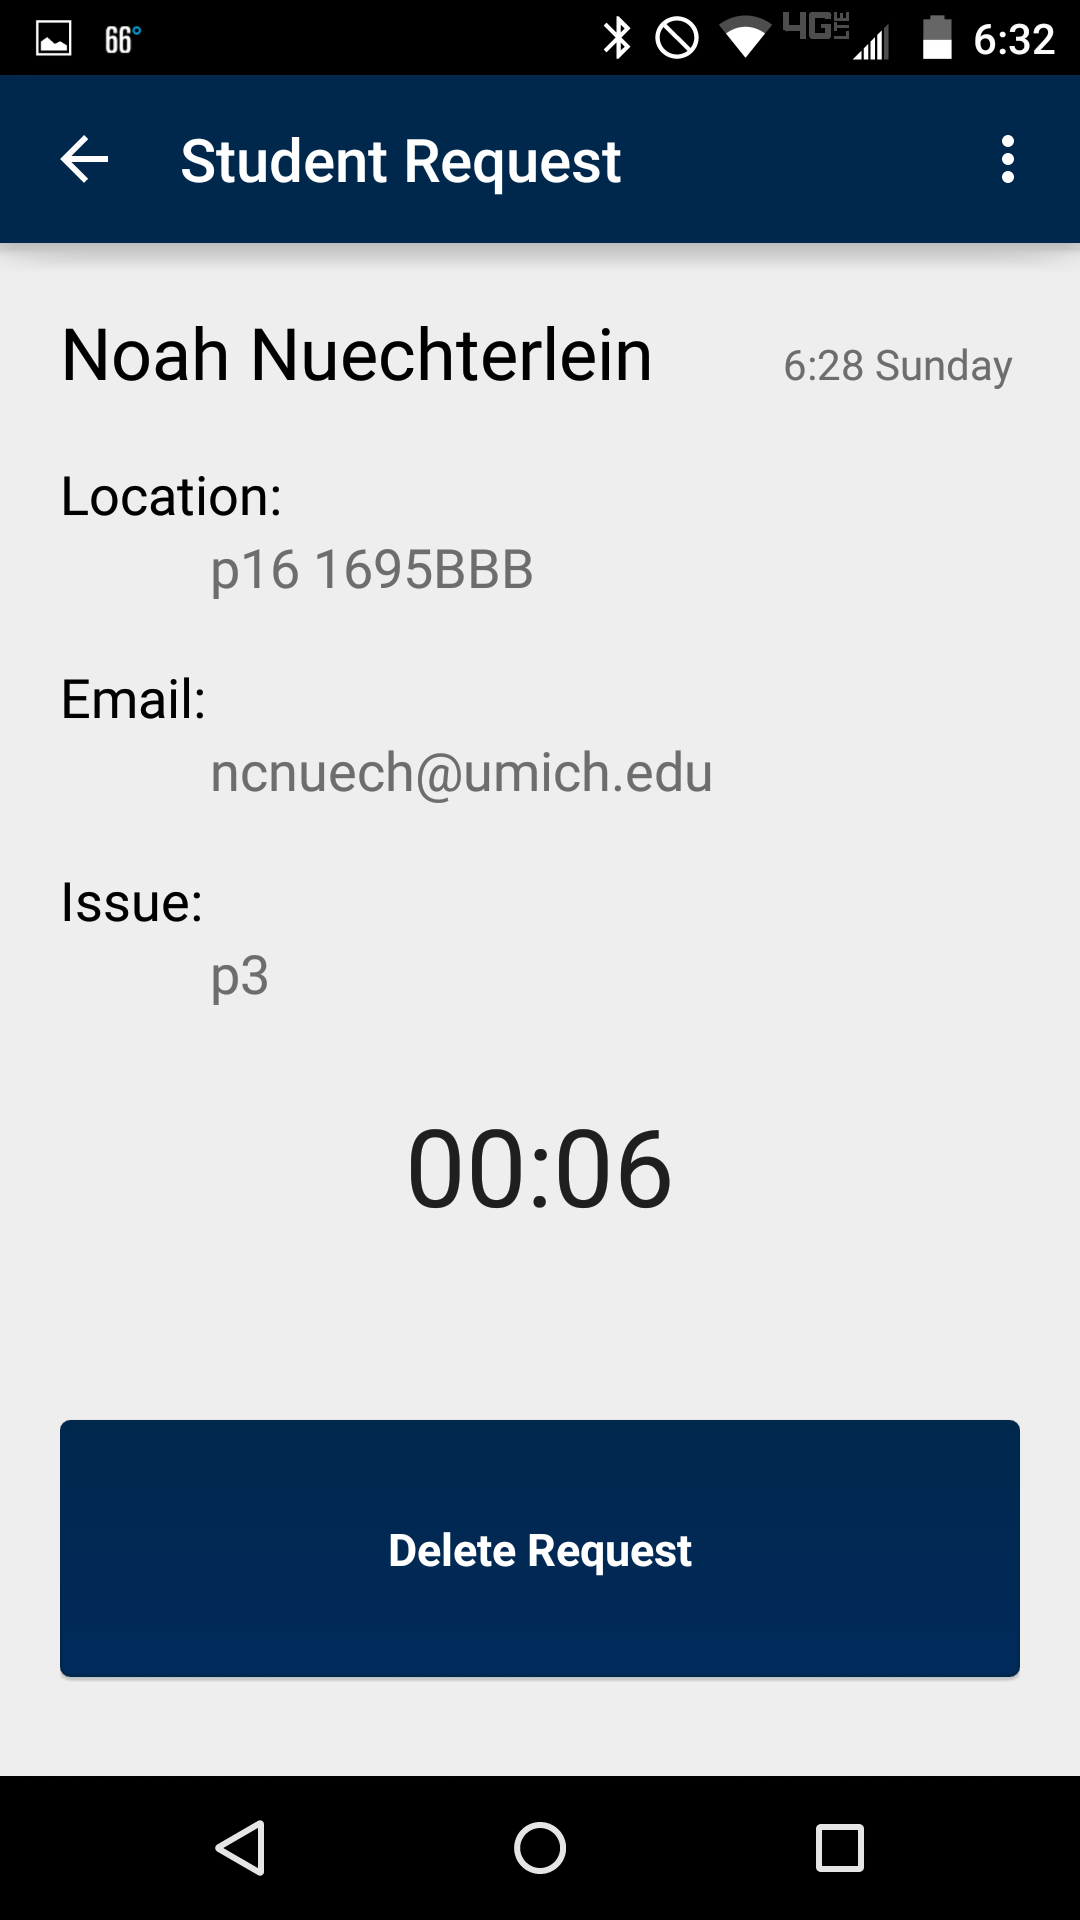 66° 4G LTE 6:32
Student Request
Noah Nuechterlein 6:28 Sunday
Location:
p16 1695BBB
Email:
ncnuech@umich.edu
Issue:
p3
00:06
Delete Request